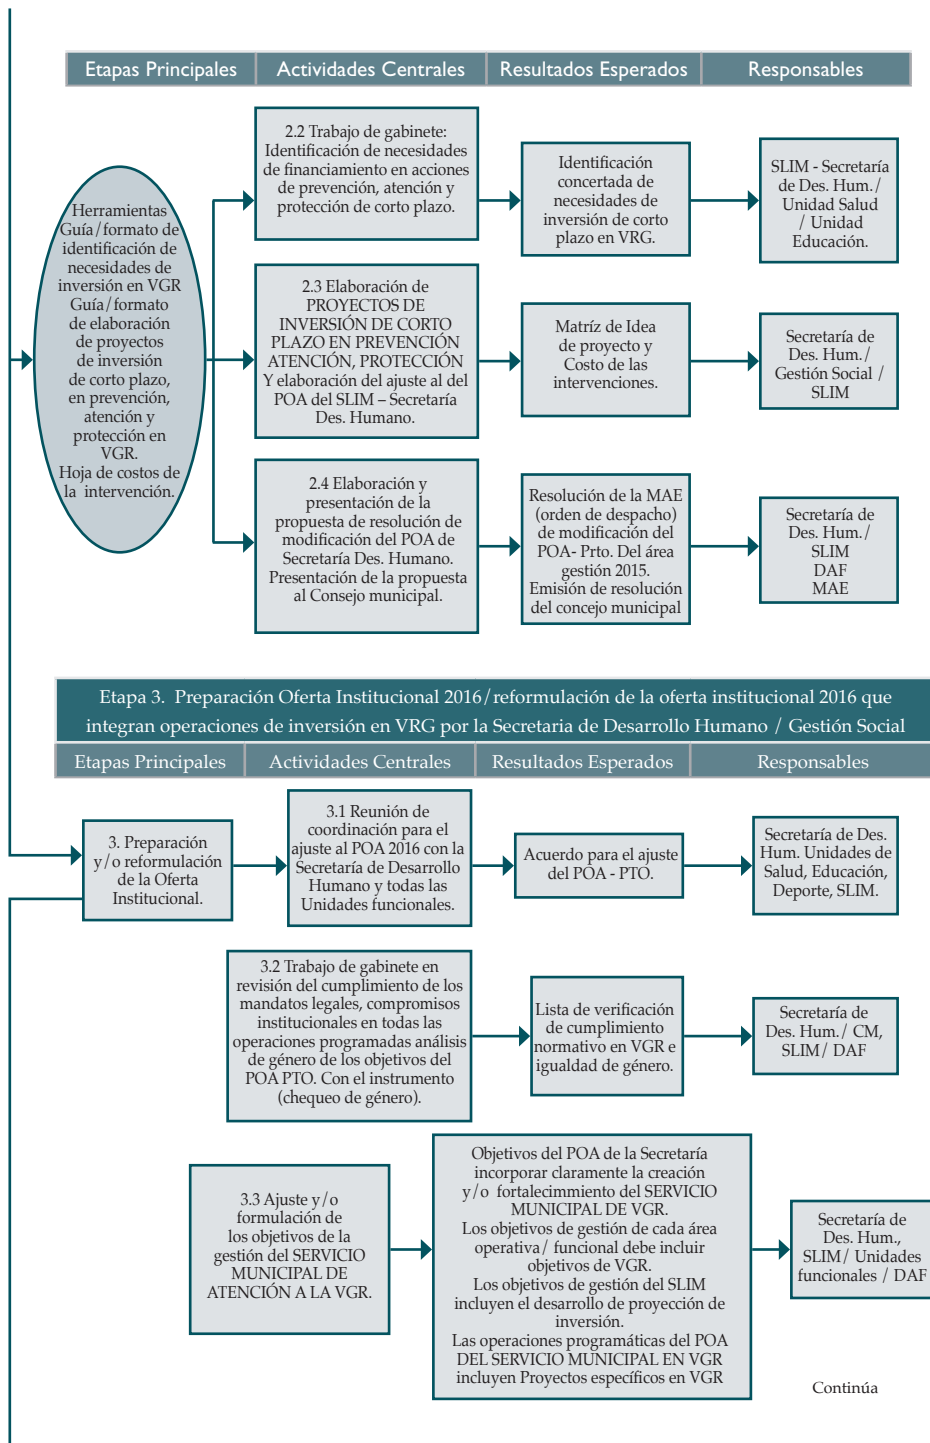 Etapas Principales
Actividades Centrales
Resultados Esperados
Responsables
Herramientas
Guía/formato de
identificación de
necesidades de
inversión en VGR
Guía/formato
de elaboración
de proyectos
de inversión
de corto plazo,
en prevención,
atención y
protección en
VGR.
Hoja de costos de
la intervención.
2.2 Trabajo de gabinete:
Identificación de necesidades
de financiamiento en acciones
de prevención, atención y
protección de corto plazo.
Identificación
concertada de
necesidades de
inversión de corto
plazo en VRG.
SLIM - Secretaría
de Des. Hum./
Unidad Salud
/ Unidad
Educación.
2.3 Elaboración de
PROYECTOS DE
INVERSIÓN DE CORTO
PLAZO EN PREVENCIÓN
ATENCIÓN, PROTECCIÓN
Y elaboración del ajuste al del
POA del SLIM – Secretaría
Des. Humano.
Matríz de Idea
de proyecto y
Costo de las
intervenciones.
Secretaría de
Des. Hum./
Gestión Social /
SLIM
2.4 Elaboración y
presentación de la
propuesta de resolución de
modificación del POA de
Secretaría Des. Humano.
Presentación de la propuesta
al Consejo municipal.
Resolución de la MAE
(orden de despacho)
de modificación del
POA- Prto. Del área
gestión 2015.
Emisión de resolución
del concejo municipal
Secretaría de
Des. Hum./
SLIM
DAF
MAE
Etapa 3. Preparación Oferta Institucional 2016/reformulación de la oferta institucional 2016 que
integran operaciones de inversión en VRG por la Secretaria de Desarrollo Humano / Gestión Social
Etapas Principales
Actividades Centrales
Resultados Esperados
Responsables
3. Preparación
y/o reformulación
de la Oferta
Institucional.
3.1 Reunión de
coordinación para el
ajuste al POA 2016 con la
Secretaría de Desarrollo
Humano y todas las
Unidades funcionales.
Acuerdo para el ajuste
del POA - PTO.
Secretaría de Des.
Hum. Unidades de
Salud, Educación,
Deporte, SLIM.
3.2 Trabajo de gabinete en
revisión del cumplimiento de los
mandatos legales, compromisos
institucionales en todas las
operaciones programadas análisis
de género de los objetivos del
POA PTO. Con el instrumento
(chequeo de género).
Lista de verificación
de cumplimiento
normativo en VGR e
igualdad de género.
Secretaría de
Des. Hum./ CM,
SLIM/ DAF
3.3 Ajuste y/o
formulación de
los objetivos de la
gestión del SERVICIO
MUNICIPAL DE
ATENCIÓN A LA VGR.
Objetivos del POA de la Secretaría
incorporar claramente la creación
y/o fortalecimmiento del SERVICIO
MUNICIPAL DE VGR.
Los objetivos de gestión de cada área
operativa/ funcional debe incluir
objetivos de VGR.
Los objetivos de gestión del SLIM
incluyen el desarrollo de proyección de
inversión.
Las operaciones programáticas del POA
DEL SERVICIO MUNICIPAL EN VGR
incluyen Proyectos específicos en VGR
Secretaría de
Des. Hum.,
SLIM/ Unidades
funcionales / DAF
Continúa